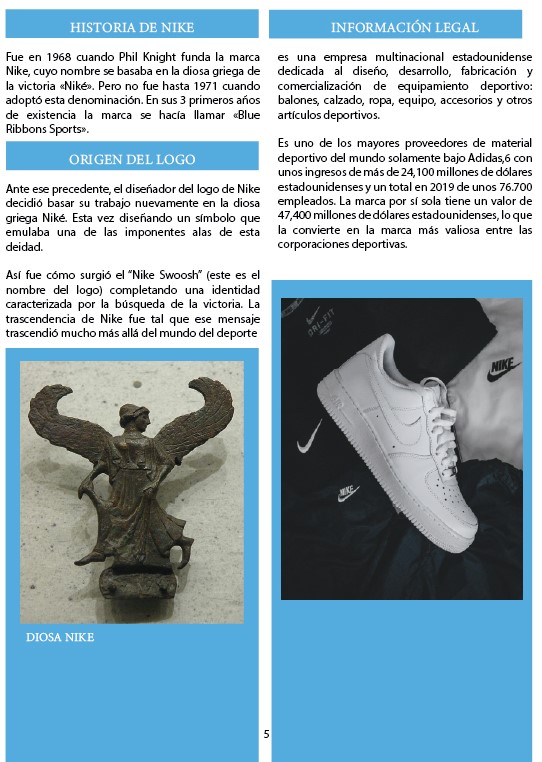 HISTORIA DE NIKE
Fue en 1968 cuando Phil Knight funda la marca
Nike, cuyo nombre se basaba en la diosa griega de
la victoria «Niké». Pero no fue hasta 1971 cuando
adoptó esta denominación. En sus 3 primeros años
de existencia la marca se hacía llamar «Blue
Ribbons Sports».
ORIGEN DEL LOGO
Ante ese precedente, el diseñador del logo de Nike
decidió basar su trabajo nuevamente en la diosa
griega Niké. Esta vez diseñando un símbolo que
emulaba una de las imponentes alas de esta
deidad.
Así fue cómo surgió el “Nike Swoosh” (este es el
nombre del logo) completando una identidad
caracterizada por la búsqueda de la victoria. La
trascendencia de Nike fue tal que ese mensaje
trascendió mucho más allá del mundo del deporte
DIOSA NIKE
INFORMACIÓN LEGAL
es una empresa multinacional estadounidense
dedicada al diseño, desarrollo, fabricación y
comercialización de equipamiento deportivo:
balones, calzado, ropa, equipo, accesorios y otros
artículos deportivos.
Es uno de los mayores proveedores de material
deportivo del mundo solamente bajo Adidas,6 con
unos ingresos de más de 24,100 millones de dólares
estadounidenses y un total en 2019 de unos 76.700
empleados. La marca por sí sola tiene un valor de
47,400 millones de dólares estadounidenses, lo que
la convierte en la marca más valiosa entre las
corporaciones deportivas.
DRI-FIT
NIKE
NIKE
5